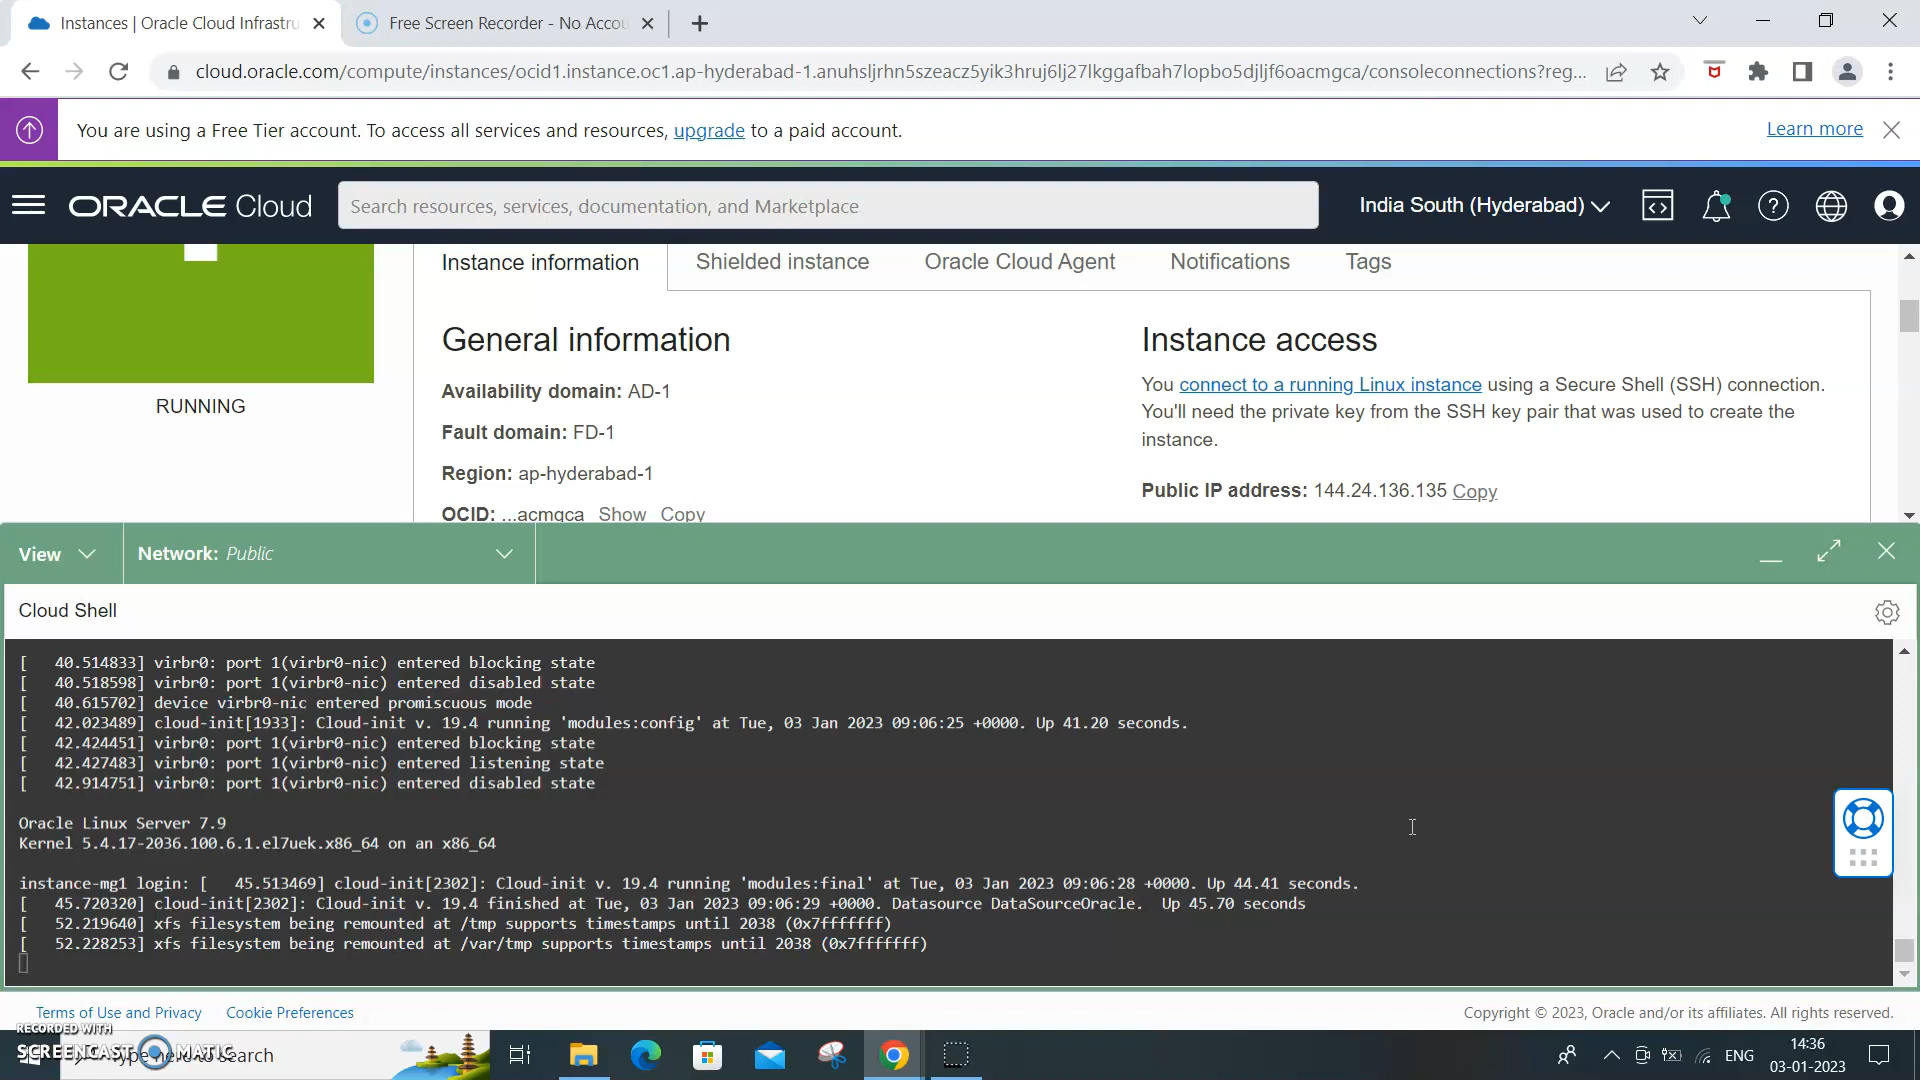 Instances | Oracle Cloud Infrastru
Free Screen Recorder - No Accou
cloud.oracle.com/compute/instances/ocid1.instance.oc1.ap-hyderabad-1.anuhsljrhn5szeacz5yik3hruj6lj27lkggafbah7lopbo5djljf6oacmgca/consoleconnections?reg...
You are using a Free Tier account. To access all services and resources, upgrade to a paid account.
Learn more
ORACLE Cloud
Search resources, services, documentation, and Marketplace
India South (Hyderabad)
Instance information
Shielded instance
Oracle Cloud Agent
Notifications
Tags
RUNNING
General information
Availability domain: AD-1
Fault domain: FD-1
Region: ap-hyderabad-1
OCID: ...acmgca Show Copy
Instance access
You connect to a running Linux instance using a Secure Shell (SSH) connection.
You'll need the private key from the SSH key pair that was used to create the
instance.
Public IP address: 144.24.136.135 Copy
View
Network: Public
Cloud Shell
[   40.514833] virbr0: port 1(virbr0-nic) entered blocking state
[   40.518598] virbr0: port 1(virbr0-nic) entered disabled state
[   40.615702] device virbr0-nic entered promiscuous mode
[   42.023489] cloud-init[1933]: Cloud-init v. 19.4 running 'modules:config' at Tue, 03 Jan 2023 09:06:25 +0000. Up 41.20 seconds.
[   42.424451] virbr0: port 1(virbr0-nic) entered blocking state
[   42.427483] virbr0: port 1(virbr0-nic) entered listening state
[   42.914751] virbr0: port 1(virbr0-nic) entered disabled state
Oracle Linux Server 7.9
Kernel 5.4.17-2036.100.6.1.el7uek.x86_64 on an x86_64
instance-mg1 login: [   45.513469] cloud-init[2302]: Cloud-init v. 19.4 running 'modules:final' at Tue, 03 Jan 2023 09:06:28 +0000. Up 44.41 seconds.
[   45.720320] cloud-init[2302]: Cloud-init v. 19.4 finished at Tue, 03 Jan 2023 09:06:29 +0000. Datasource DataSourceOracle.  Up 45.70 seconds
[   52.219640] xfs filesystem being remounted at /tmp supports timestamps until 2038 (0x7fffffff)
[   52.228253] xfs filesystem being remounted at /var/tmp supports timestamps until 2038 (0x7fffffff)
Terms of Use and Privacy
Cookie Preferences
Copyright © 2023, Oracle and/or its affiliates. All rights reserved.
RECORDED WITH
SCREENCAST MATIC
Type here to search
ENG
14:36
03-01-2023